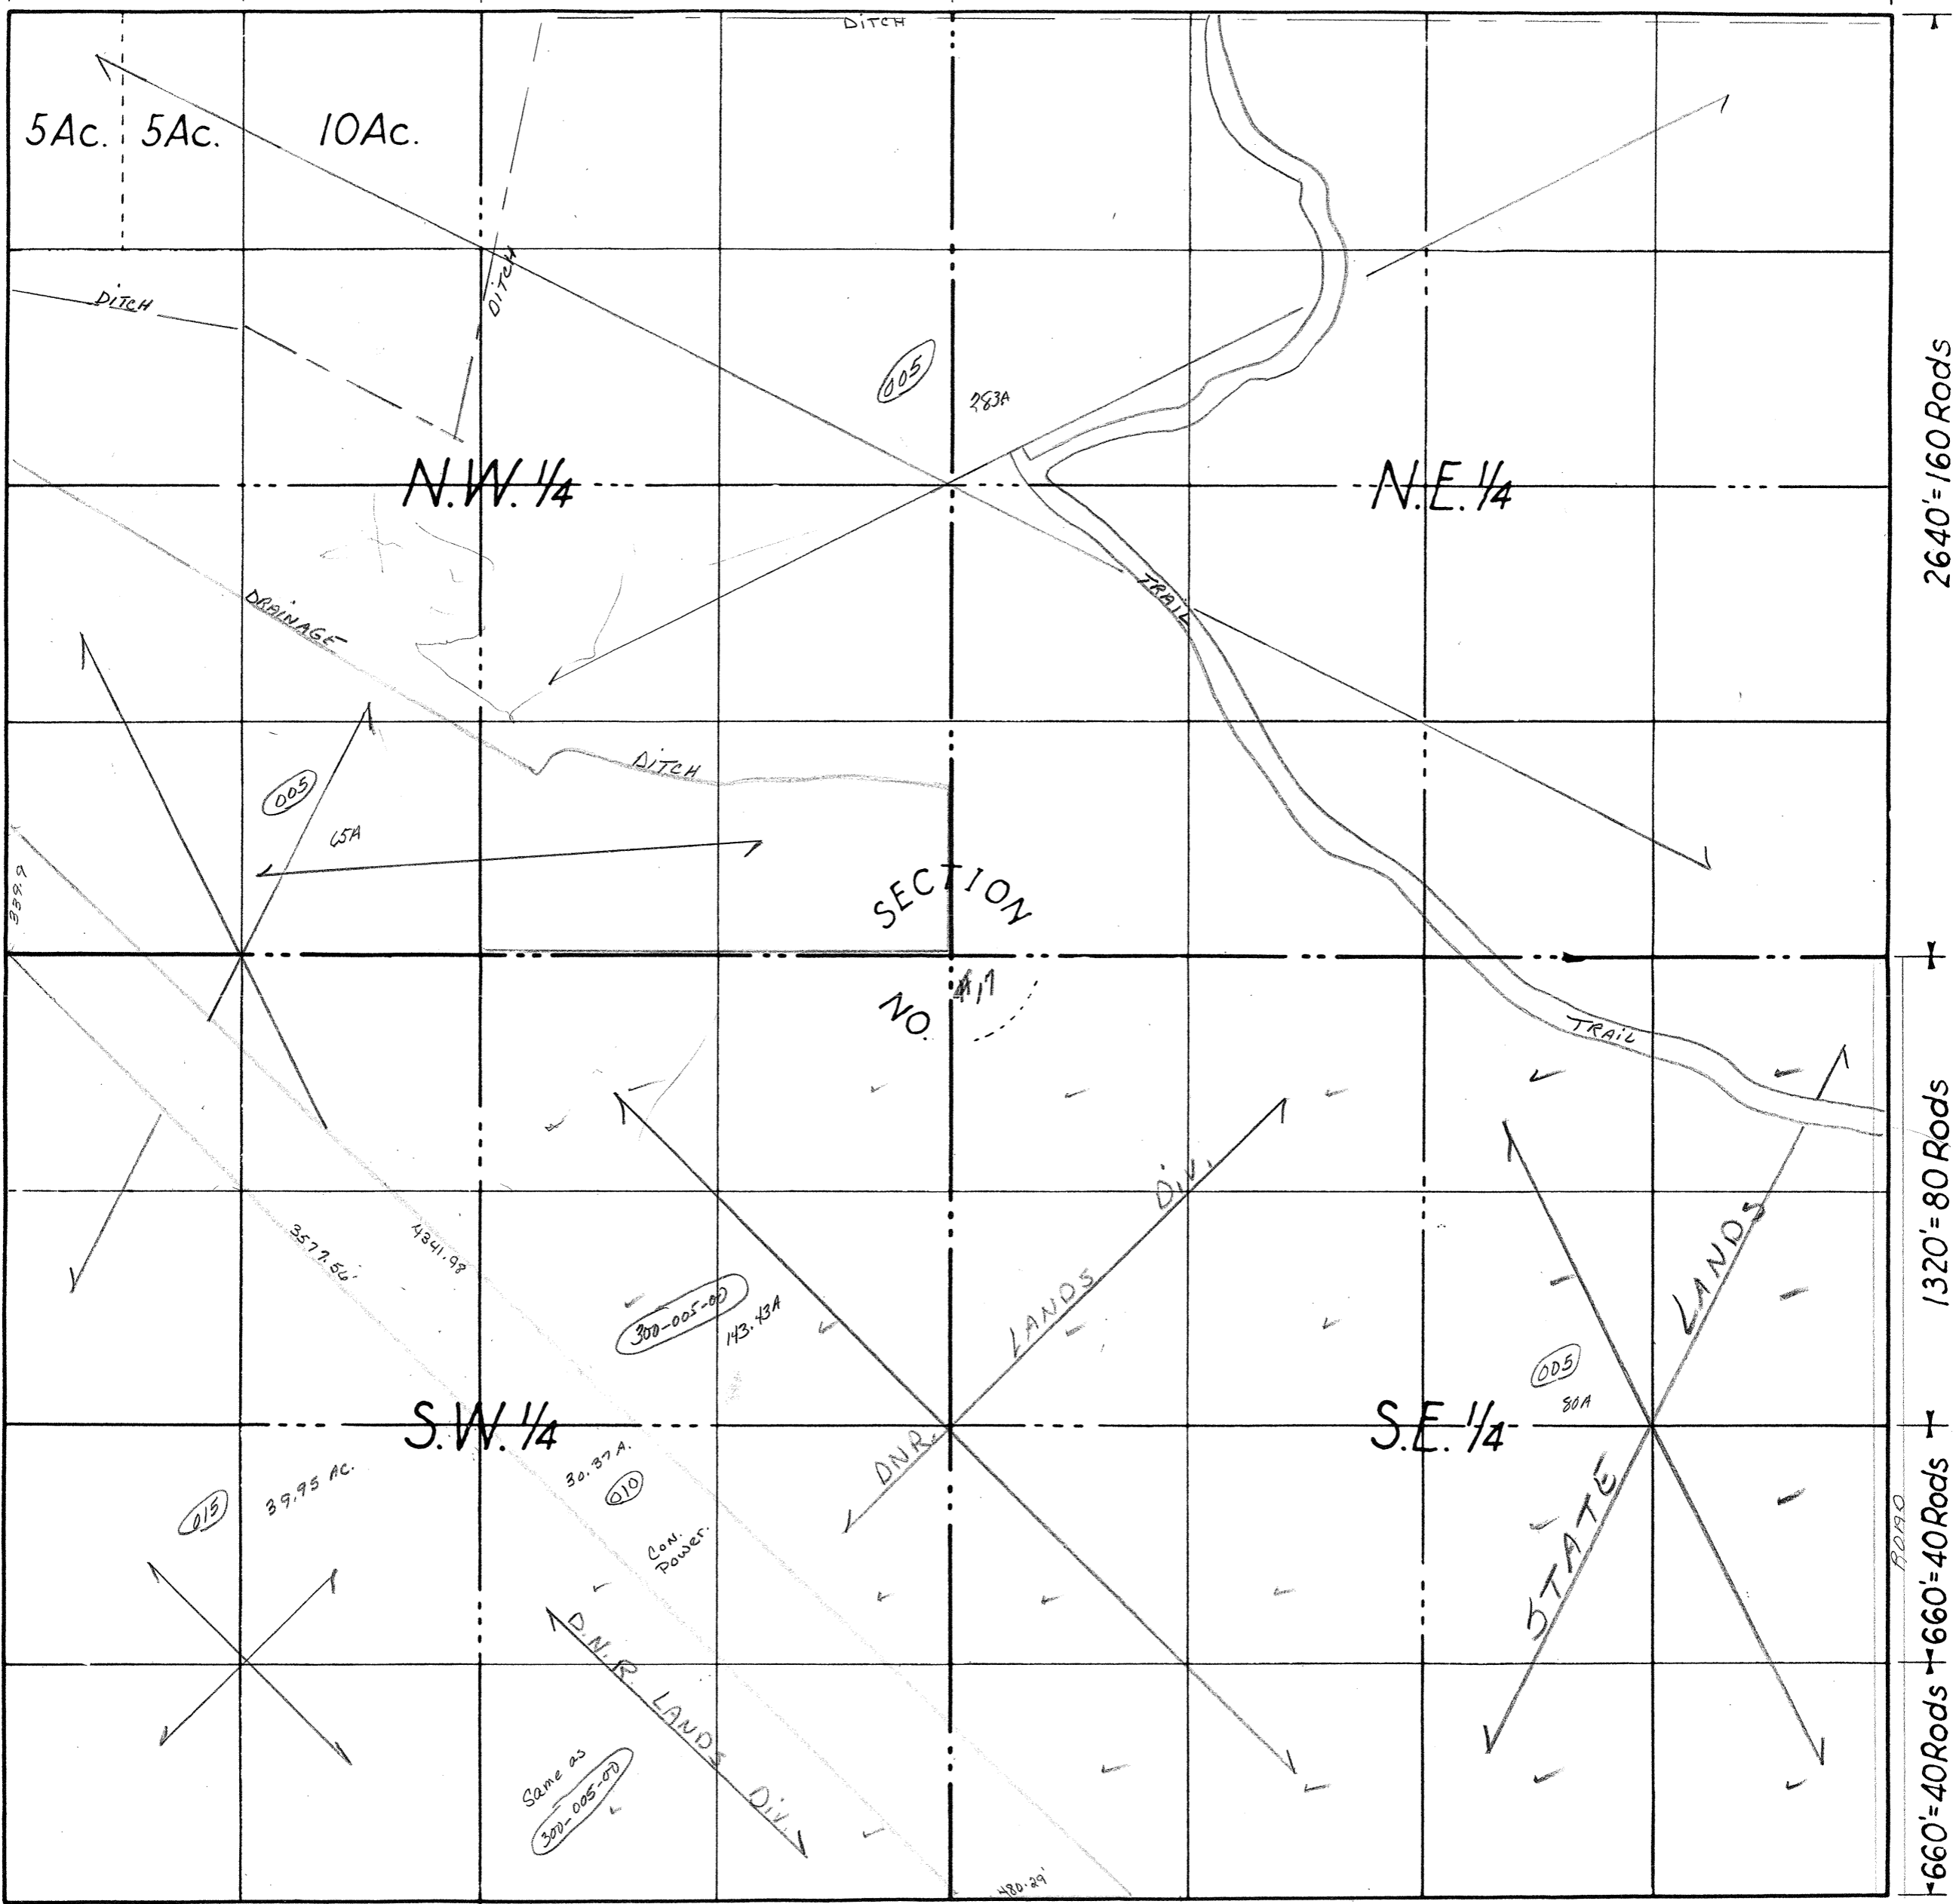 DITCH
5Ac.
5Ac.
10Ac.
DITCH
DITCH
005
283A
N.W. 1/4
N.E. 1/4
2640'=160 Rods
DRAINAGE
DITCH
TRAIL
005
65A
SECTION
NO.
TRAIL
1320'=80 Rods
3577.56'
4341.98
300-005-00
143.43A
DNR. LANDS Div.
STATE LANDS
005
80A
S.W. 1/4
S.E. 1/4
015
39.95 AC.
30.37A.
010
Con.
Power.
D.N.R. LANDS Div.
Same as
300-005-00
480.29'
ROAD
660'=40 Rods
660'=40 Rods